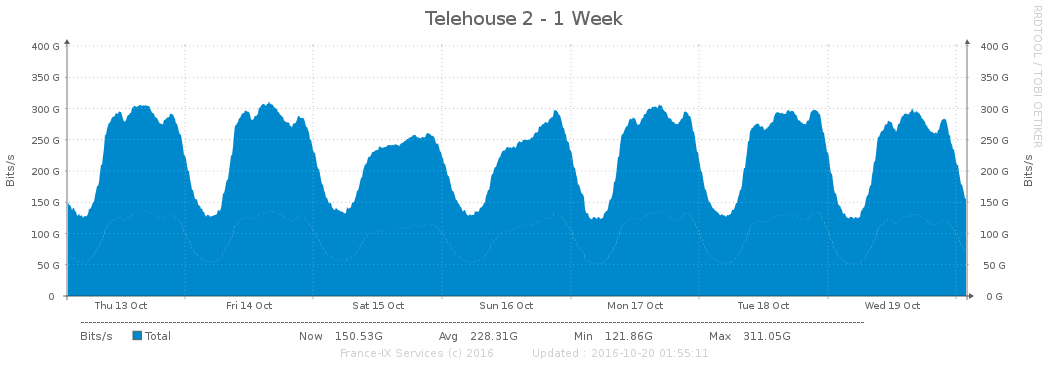 Telehouse 2 - 1 Week
RRDTOOL / TOBI OETIKER
Bits/s
Bits/s
400 G 400 G
350 G 350 G
300 G 300 G
250 G 250 G
200 G 200 G
150 G 150 G
100 G 100 G
50 G 50 G
0 0 G
Thu 13 Oct Fri 14 Oct Sat 15 Oct Sun 16 Oct Mon 17 Oct Tue 18 Oct Wed 19 Oct
Bits/s Total Now 150.53G Avg 228.31G Min 121.86G Max 311.05G
France-IX Services (c) 2016 Updated : 2016-10-20 01:55:11